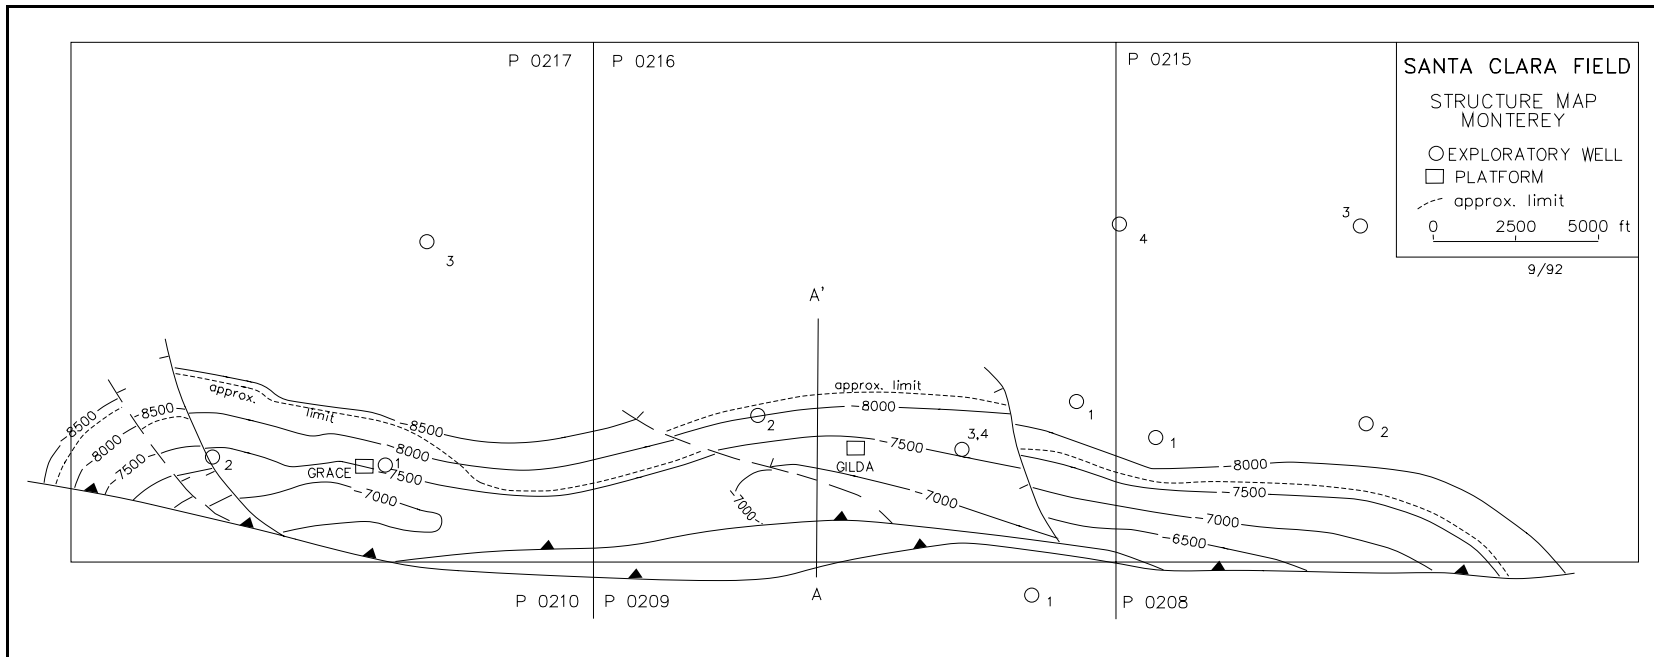 P 0217
P 0216
P 0215
SANTA CLARA FIELD
STRUCTURE MAP
MONTEREY
EXPLORATORY WELL
PLATFORM
approx. limit
0 2500 5000 ft
9/92
3
4
3
A'
approx.
limit
approx. limit
-8500
-8500
-8500
-8000
-8000
-8000
-8000
-7500
-7500
-7500
-7500
-7000
-7000
-7000
-7000
-6500
2
GRACE
1
2
GILDA
3,4
1
1
2
P 0210
P 0209
A
1
P 0208